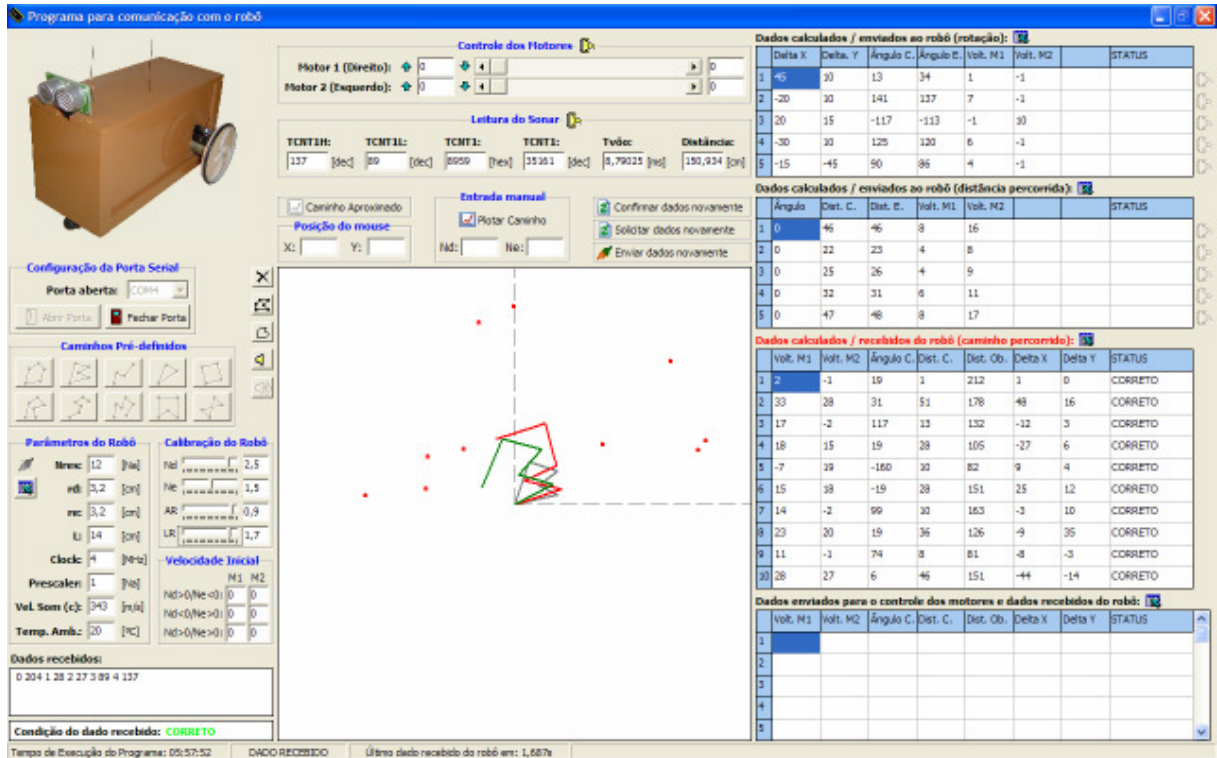 Programa para comunicação com o robô
Controle dos Motores
Motor 1 (Direito): 0 0
Motor 2 (Esquerdo): 0 0
Leitura do Sonar
TCNT1H: TCNT1L: TCNT1: TCNT1: Tvôo: Distância:
137 [dec] 89 [dec] 8959 [hex] 35161 [dec] 8,79025 [ms] 150,934 [cm]
Caminho Aproximado
Posição do mouse
X: Y:
Entrada manual
Plotar Caminho
Nd: Ne:
Confirmar dados novamente
Solicitar dados novamente
Enviar dados novamente
Configuração da Porta Serial
Porta aberta: COM4
Abrir Porta Fechar Porta
Caminhos Pré-definidos
Parâmetros do Robô
Nres: 12 [Na]
rd: 3,2 [cm]
re: 3,2 [cm]
L: 14 [cm]
Clock: 4 [MHz]
Prescaler: 1 [Na]
Vel. Som (c): 343 [m/s]
Temp. Amb.: 20 [ºC]
Calibração do Robô
Nd 2,5
Ne 1,5
AR 0,9
LR 1,7
Velocidade Inicial
M1 M2
Nd>0/Ne<0: 0 0
Nd<0/Ne>0: 0 0
Nd>0/Ne>0: 0 0
Dados recebidos:
0 204 1 28 2 27 3 89 4 137
Condição do dado recebido: CORRETO
Tempo de Execução do Programa: 05:57:52 DADO RECEBIDO Último dado recebido do robô em: 1,687s
Dados calculados / enviados ao robô (rotação):
Delta X Delta. Y Ângulo C. Ângulo E. Volt. M1 Volt. M2 STATUS
1 45 10 13 34 1 -1
2 -20 10 141 137 7 -1
3 20 15 -117 -113 -1 10
4 -30 10 125 120 6 -1
5 -15 -45 90 86 4 -1
Dados calculados / enviados ao robô (distância percorrida):
Ângulo Dist. C. Dist. E. Volt. M1 Volt. M2 STATUS
1 0 46 46 8 16
2 0 22 23 4 8
3 0 25 26 4 9
4 0 32 31 6 11
5 0 47 48 8 17
Dados calculados / recebidos do robô (caminho percorrido):
Volt. M1 Volt. M2 Ângulo C. Dist. C. Dist. Ob. Delta X Delta Y STATUS
1 2 -1 19 1 212 1 0 CORRETO
2 33 28 31 51 178 48 16 CORRETO
3 17 -2 117 13 132 -12 3 CORRETO
4 18 15 19 28 105 -27 6 CORRETO
5 -7 19 -160 10 82 9 4 CORRETO
6 15 18 -19 28 151 25 12 CORRETO
7 14 -2 99 10 163 -3 10 CORRETO
8 23 20 19 36 126 -9 35 CORRETO
9 11 -1 74 8 81 -8 -3 CORRETO
10 28 27 6 46 151 -44 -14 CORRETO
Dados enviados para o controle dos motores e dados recebidos do robô:
Volt. M1 Volt. M2 Ângulo C. Dist. C. Dist. Ob. Delta X Delta Y STATUS
1
2
3
4
5